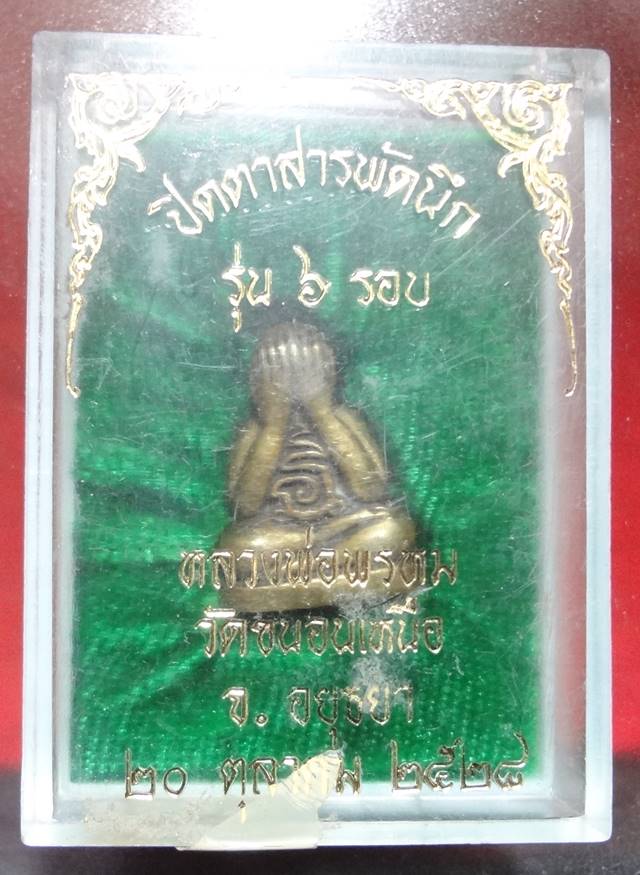 ปิดตาสารพัดนึก
รุ่น ๖ รอบ
หลวงพ่อพรหม
วัดขนอนเหนือ
จ. อยุธยา
๒๐ ตุลาคม ๒๕๒๘